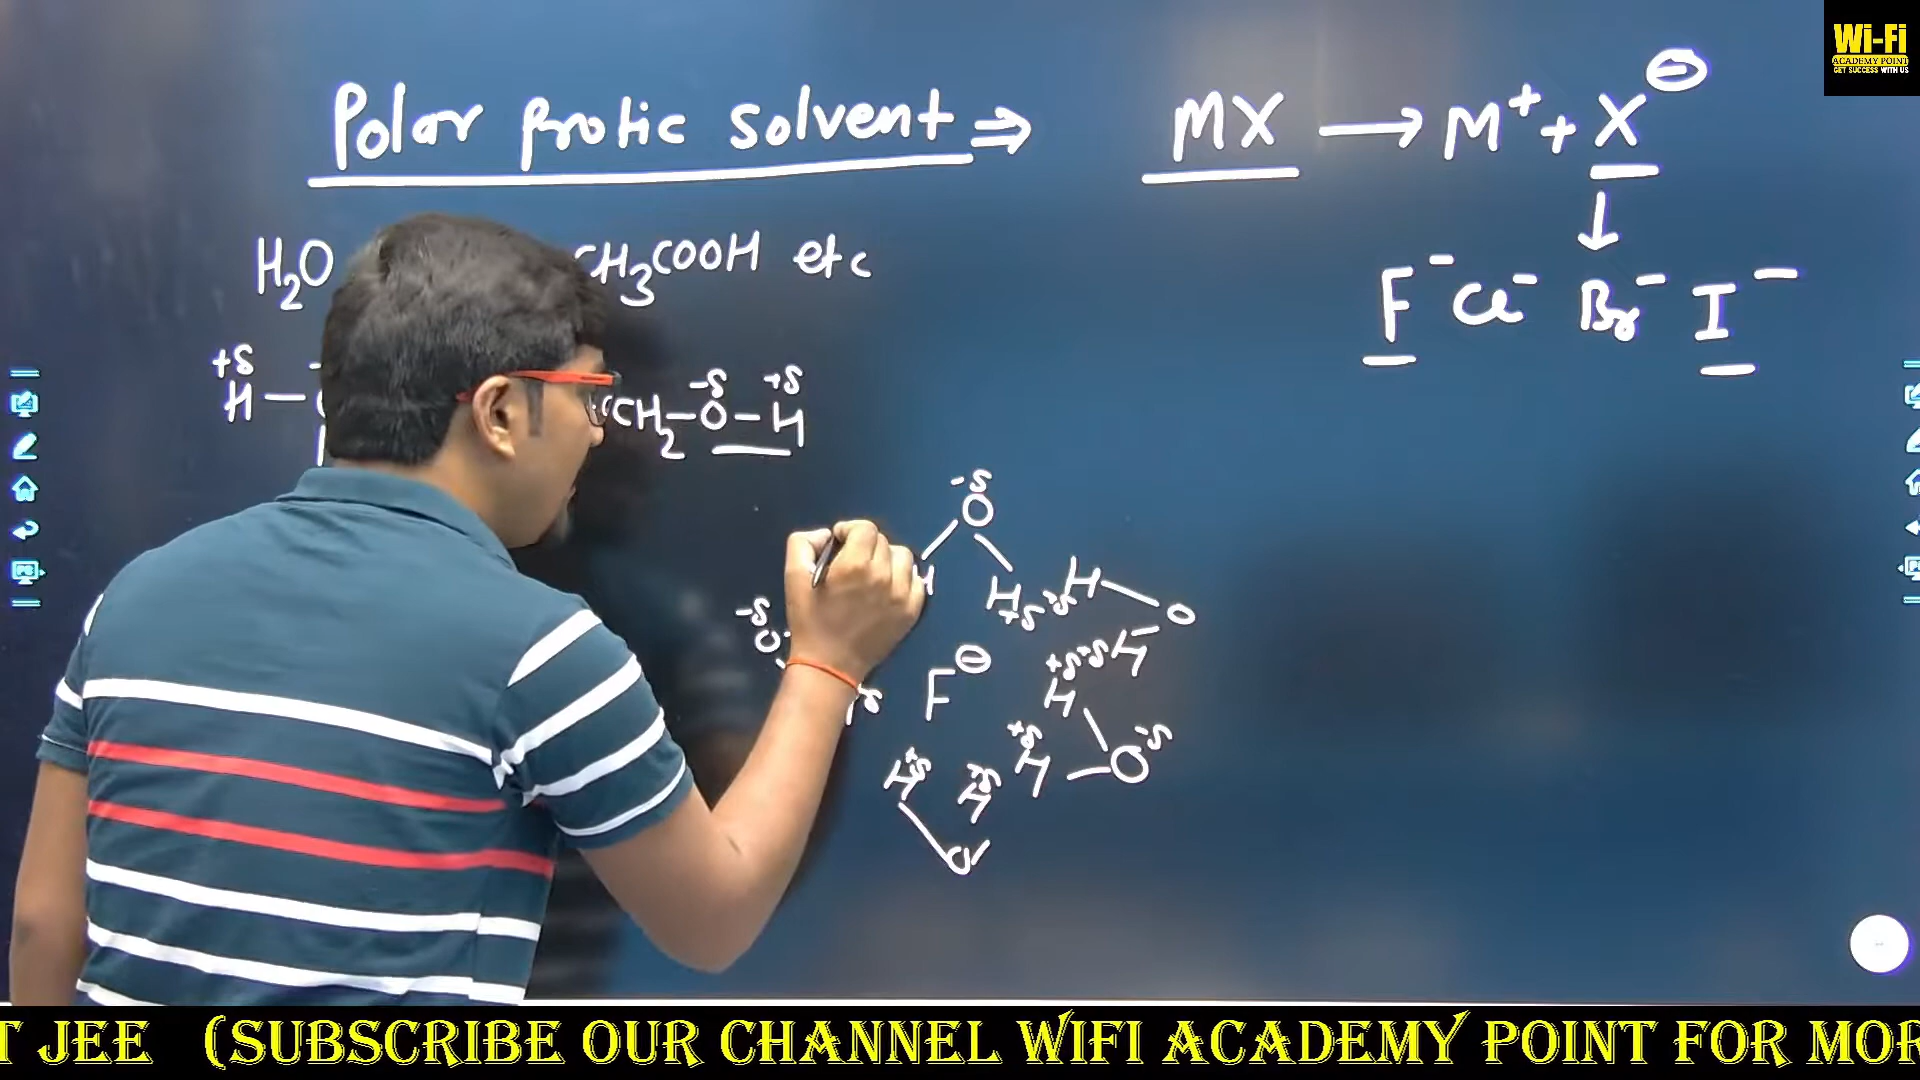 Wi-Fi
ACADEMY POINT
GET SUCCESS WITH US
Polar protic solvent ⇒
MX → M⁺ + X⊖
↓
H₂O
CH₃COOH etc
F⁻ Cl⁻ Br⁻ I⁻
+δ
H—
-δ +δ
CH₂—O—H
-δ
O
H H
+δ
+δ
H
O
H
+δ
-δ
O
F⊖
+δ
H
+δ
H
O
-δ
+δ
H
+δ
H
O
T JEE (SUBSCRIBE OUR CHANNEL WIFI ACADEMY POINT FOR MOR